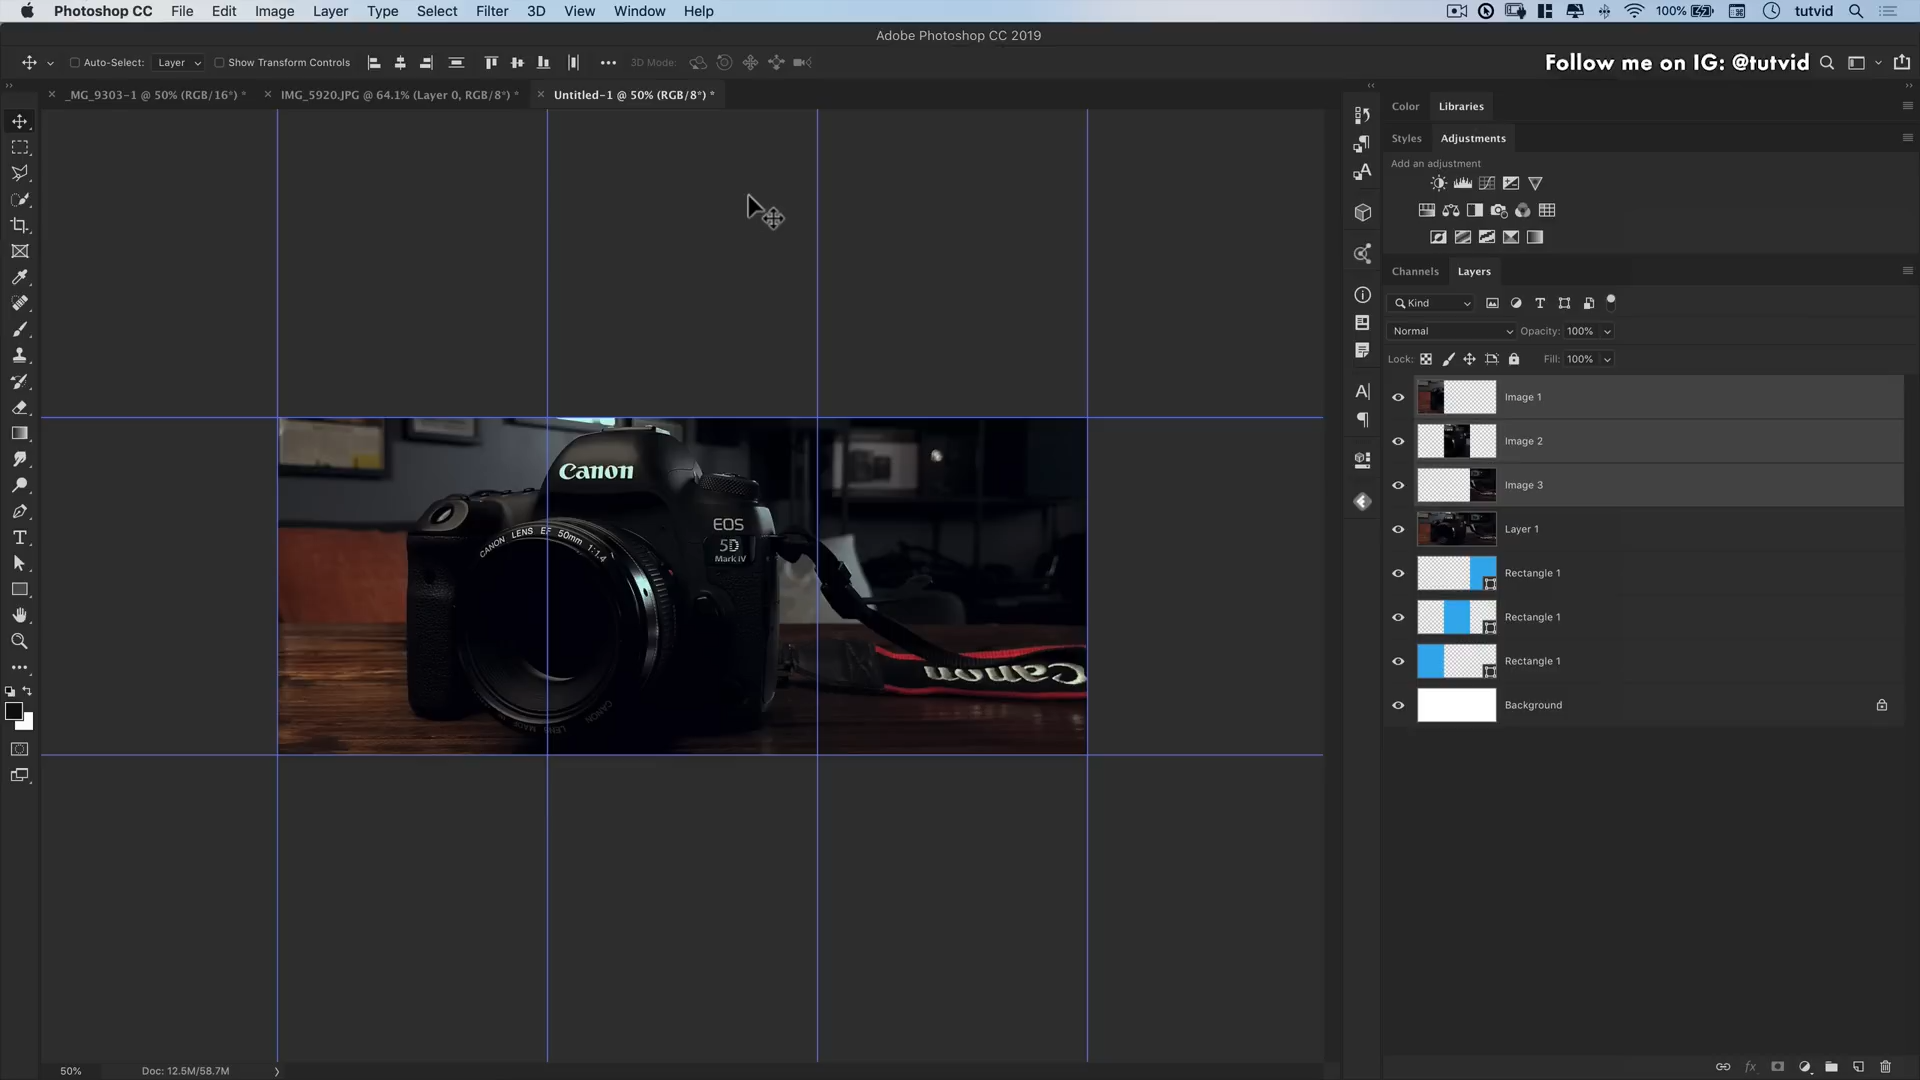 Photoshop CC File Edit Image Layer Type Select Filter 3D View Window Help 100% tutvid
Adobe Photoshop CC 2019
Auto-Select: Layer Show Transform Controls 3D Mode: Follow me on IG: @tutvid
_MG_9303-1 @ 50% (RGB/16*) * IMG_5920.JPG @ 64.1% (Layer 0, RGB/8*) * Untitled-1 @ 50% (RGB/8*) *
Color Libraries
Styles Adjustments
Add an adjustment
Channels Layers
Kind
Normal Opacity: 100%
Lock: Fill: 100%
Image 1
Image 2
Image 3
Layer 1
Rectangle 1
Rectangle 1
Rectangle 1
Background
Canon
EOS
5D
Mark IV
CANON LENS EF 50mm 1:1.4
Canon
50% Doc: 12.5M/58.7M